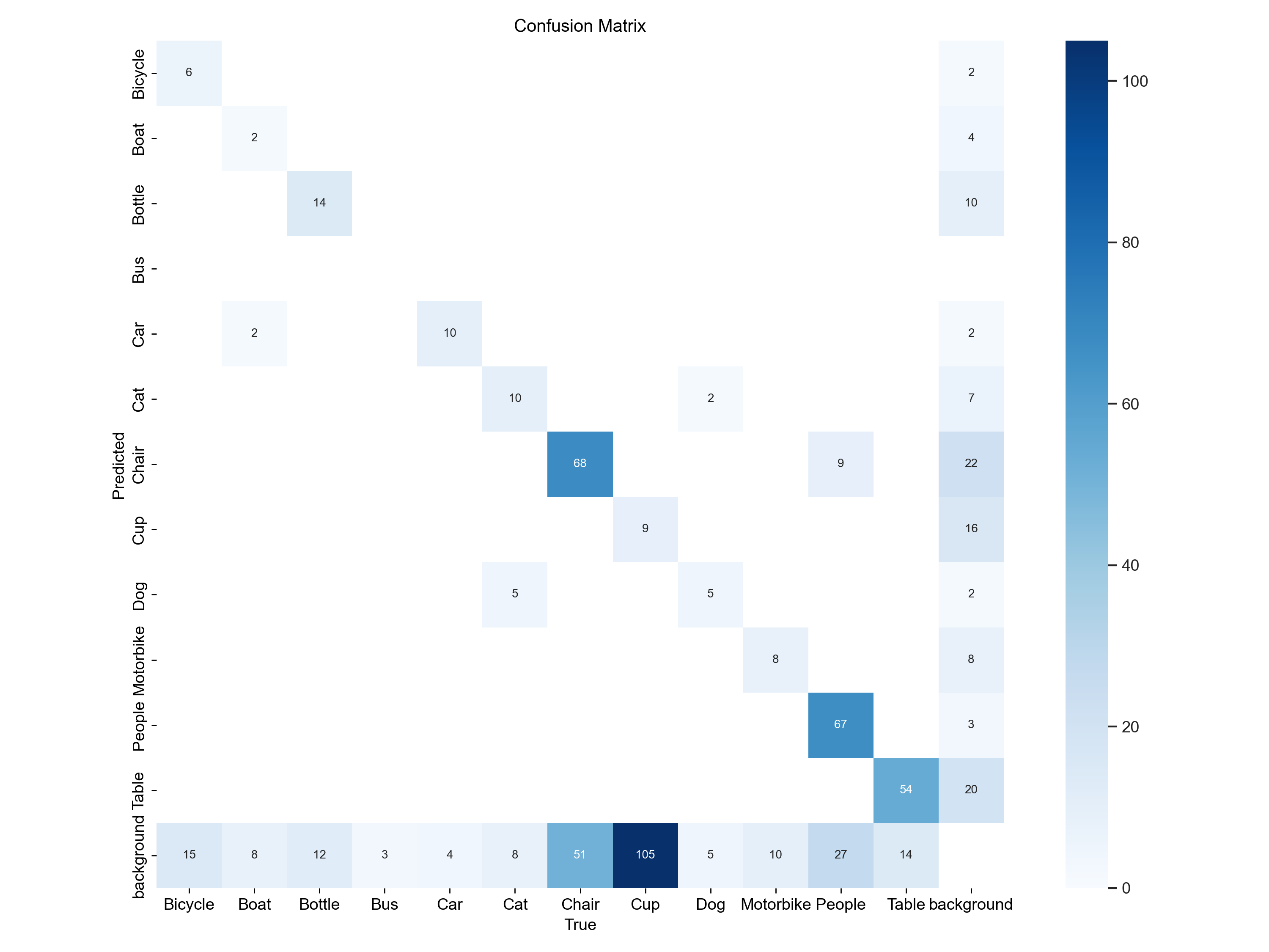 Confusion Matrix
Bicycle 6 2
Boat 2 4
Bottle 14 10
Bus
Car 2 10 2
Cat 10 2 7
Chair 68 9 22
Cup 9 16
Dog 5 5 2
Motorbike 8 8
People 67 3
Table 54 20
background 15 8 12 3 4 8 51 105 5 10 27 14
Predicted
Bicycle Boat Bottle Bus Car Cat Chair Cup Dog Motorbike People Table background
True
100
80
60
40
20
0